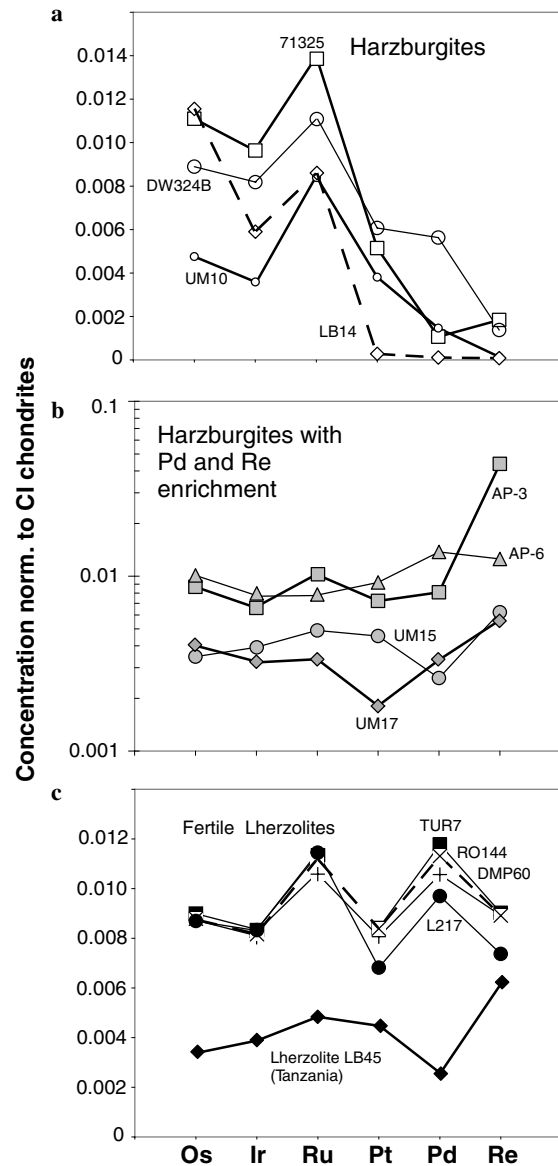 a
Harzburgites
71325
DW324B
UM10
LB14
0.014
0.012
0.010
0.008
0.006
0.004
0.002
0
Concentration norm. to CI chondrites
b
Harzburgites with
Pd and Re
enrichment
AP-3
AP-6
UM15
UM17
0.1
0.01
0.001
c
Fertile Lherzolites
TUR7
RO144
DMP60
L217
Lherzolite LB45
(Tanzania)
0.012
0.010
0.008
0.006
0.004
0.002
0
Os Ir Ru Pt Pd Re